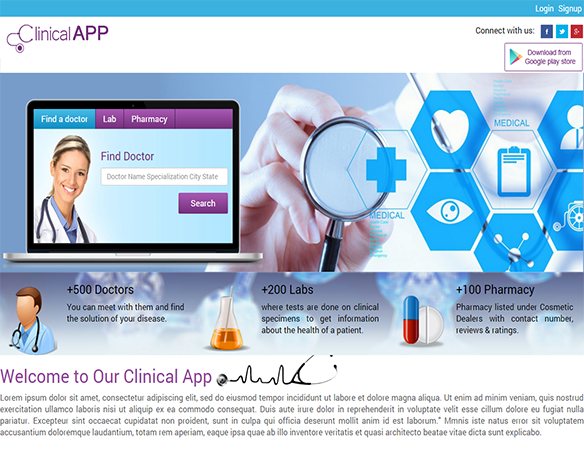 Login Signup
Clinical APP
Connect with us:
Download from
Google play store
Find a doctor Lab Pharmacy
Find Doctor
Doctor Name Specialization City State
Search
MEDICAL
MEDICAL
+500 Doctors
You can meet with them and find
the solution of your disease.
+200 Labs
where tests are done on clinical
specimens to get information
about the health of a patient.
+100 Pharmacy
Pharmacy listed under Cosmetic
Dealers with contact number,
reviews & ratings.
Welcome to Our Clinical App
Lorem ipsum dolor sit amet, consectetur adipiscing elit, sed do eiusmod tempor incididunt ut labore et dolore magna aliqua. Ut enim ad minim veniam, quis nostrud
exercitation ullamco laboris nisi ut aliquip ex ea commodo consequat. Duis aute irure dolor in reprehenderit in voluptate velit esse cillum dolore eu fugiat nulla
pariatur. Excepteur sint occaecat cupidatat non proident, sunt in culpa qui officia deserunt mollit anim id est laborum." Mmnis iste natus error sit voluptatem
accusantium doloremque laudantium, totam rem aperiam, eaque ipsa quae ab illo inventore veritatis et quasi architecto beatae vitae dicta sunt explicabo.